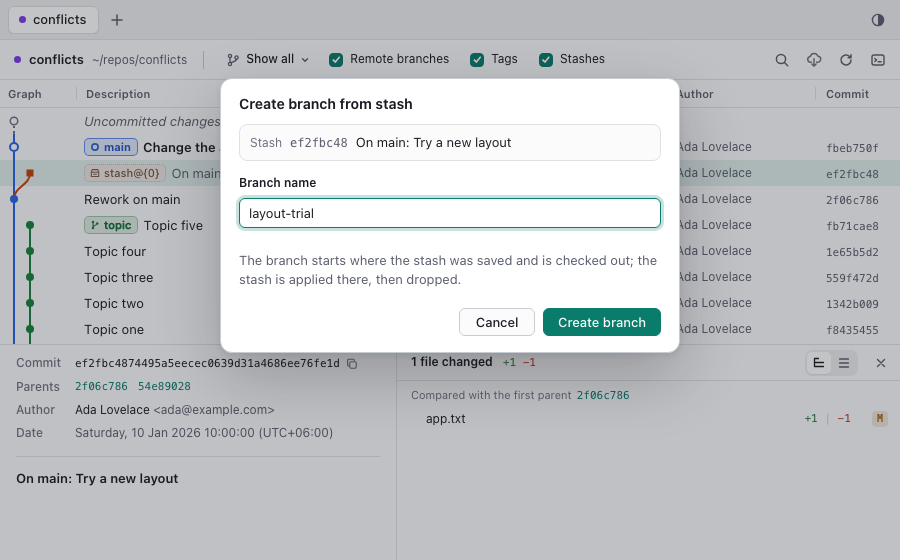 conflicts
conflicts ~/repos/conflicts Show all Remote branches Tags Stashes
Graph Description Author Commit
Uncommitted changes
main Change the Ada Lovelace fbeb750f
stash@{0} On main Ada Lovelace ef2fbc48
Rework on main Ada Lovelace 2f06c786
topic Topic five Ada Lovelace fb71cae8
Topic four Ada Lovelace 1e65b5d2
Topic three Ada Lovelace 559f472d
Topic two Ada Lovelace 1342b009
Topic one Ada Lovelace f8435455
Create branch from stash
Stash ef2fbc48 On main: Try a new layout
Branch name
layout-trial
The branch starts where the stash was saved and is checked out; the
stash is applied there, then dropped.
Cancel Create branch
Commit ef2fbc4874495a5eecec0639d31a4686ee76fe1d
Parents 2f06c786 54e89028
Author Ada Lovelace <ada@example.com>
Date Saturday, 10 Jan 2026 10:00:00 (UTC+06:00)
On main: Try a new layout
1 file changed +1 −1
Compared with the first parent 2f06c786
app.txt +1 −1 M